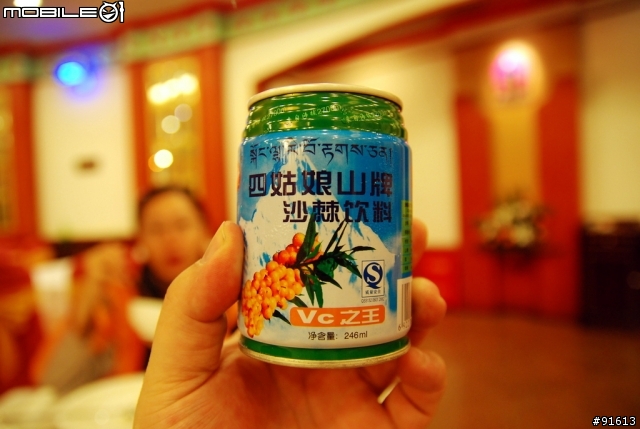 MOBILE01
四姑娘山牌
沙棘饮料
Vc之王
净含量: 246ml
#91613